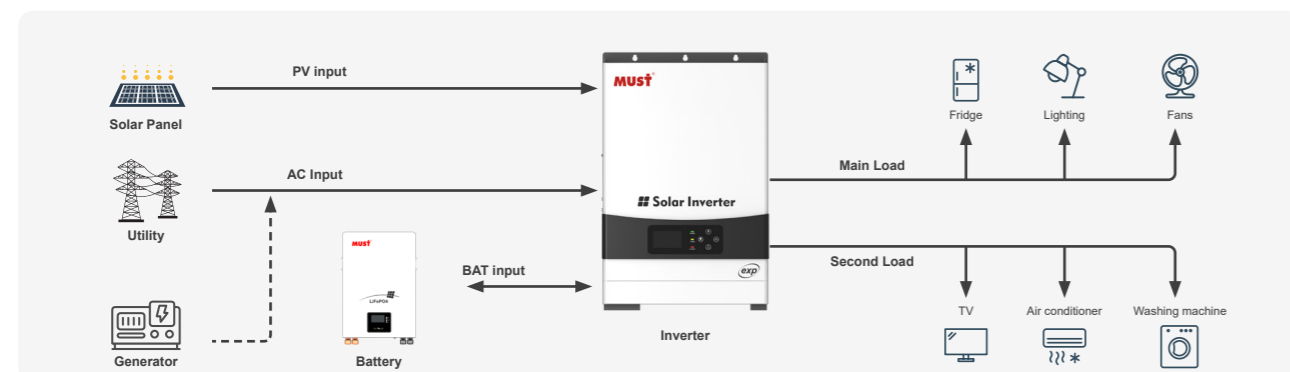 PV input
MUST
Solar Panel
Fridge
Lighting
Fans
Main Load
AC Input
Solar Inverter
Utility
MUST
LiFePO4
BAT input
exp
Second Load
Inverter
TV
Air conditioner
Washing machine
Generator
Battery